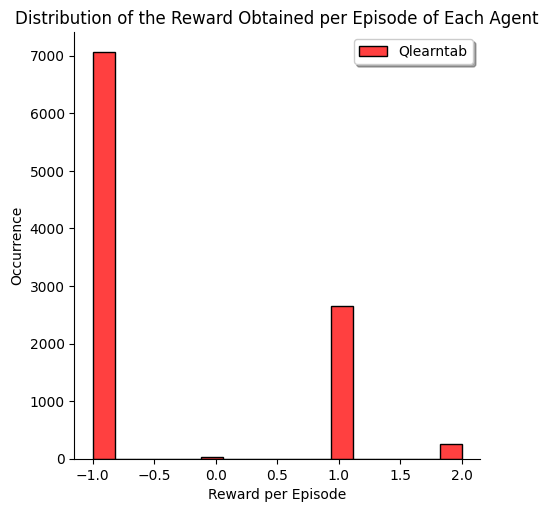 Distribution of the Reward Obtained per Episode of Each Agent
Qlearntab
7000
6000
5000
4000
3000
2000
1000
0
Occurrence
−1.0 −0.5 0.0 0.5 1.0 1.5 2.0
Reward per Episode